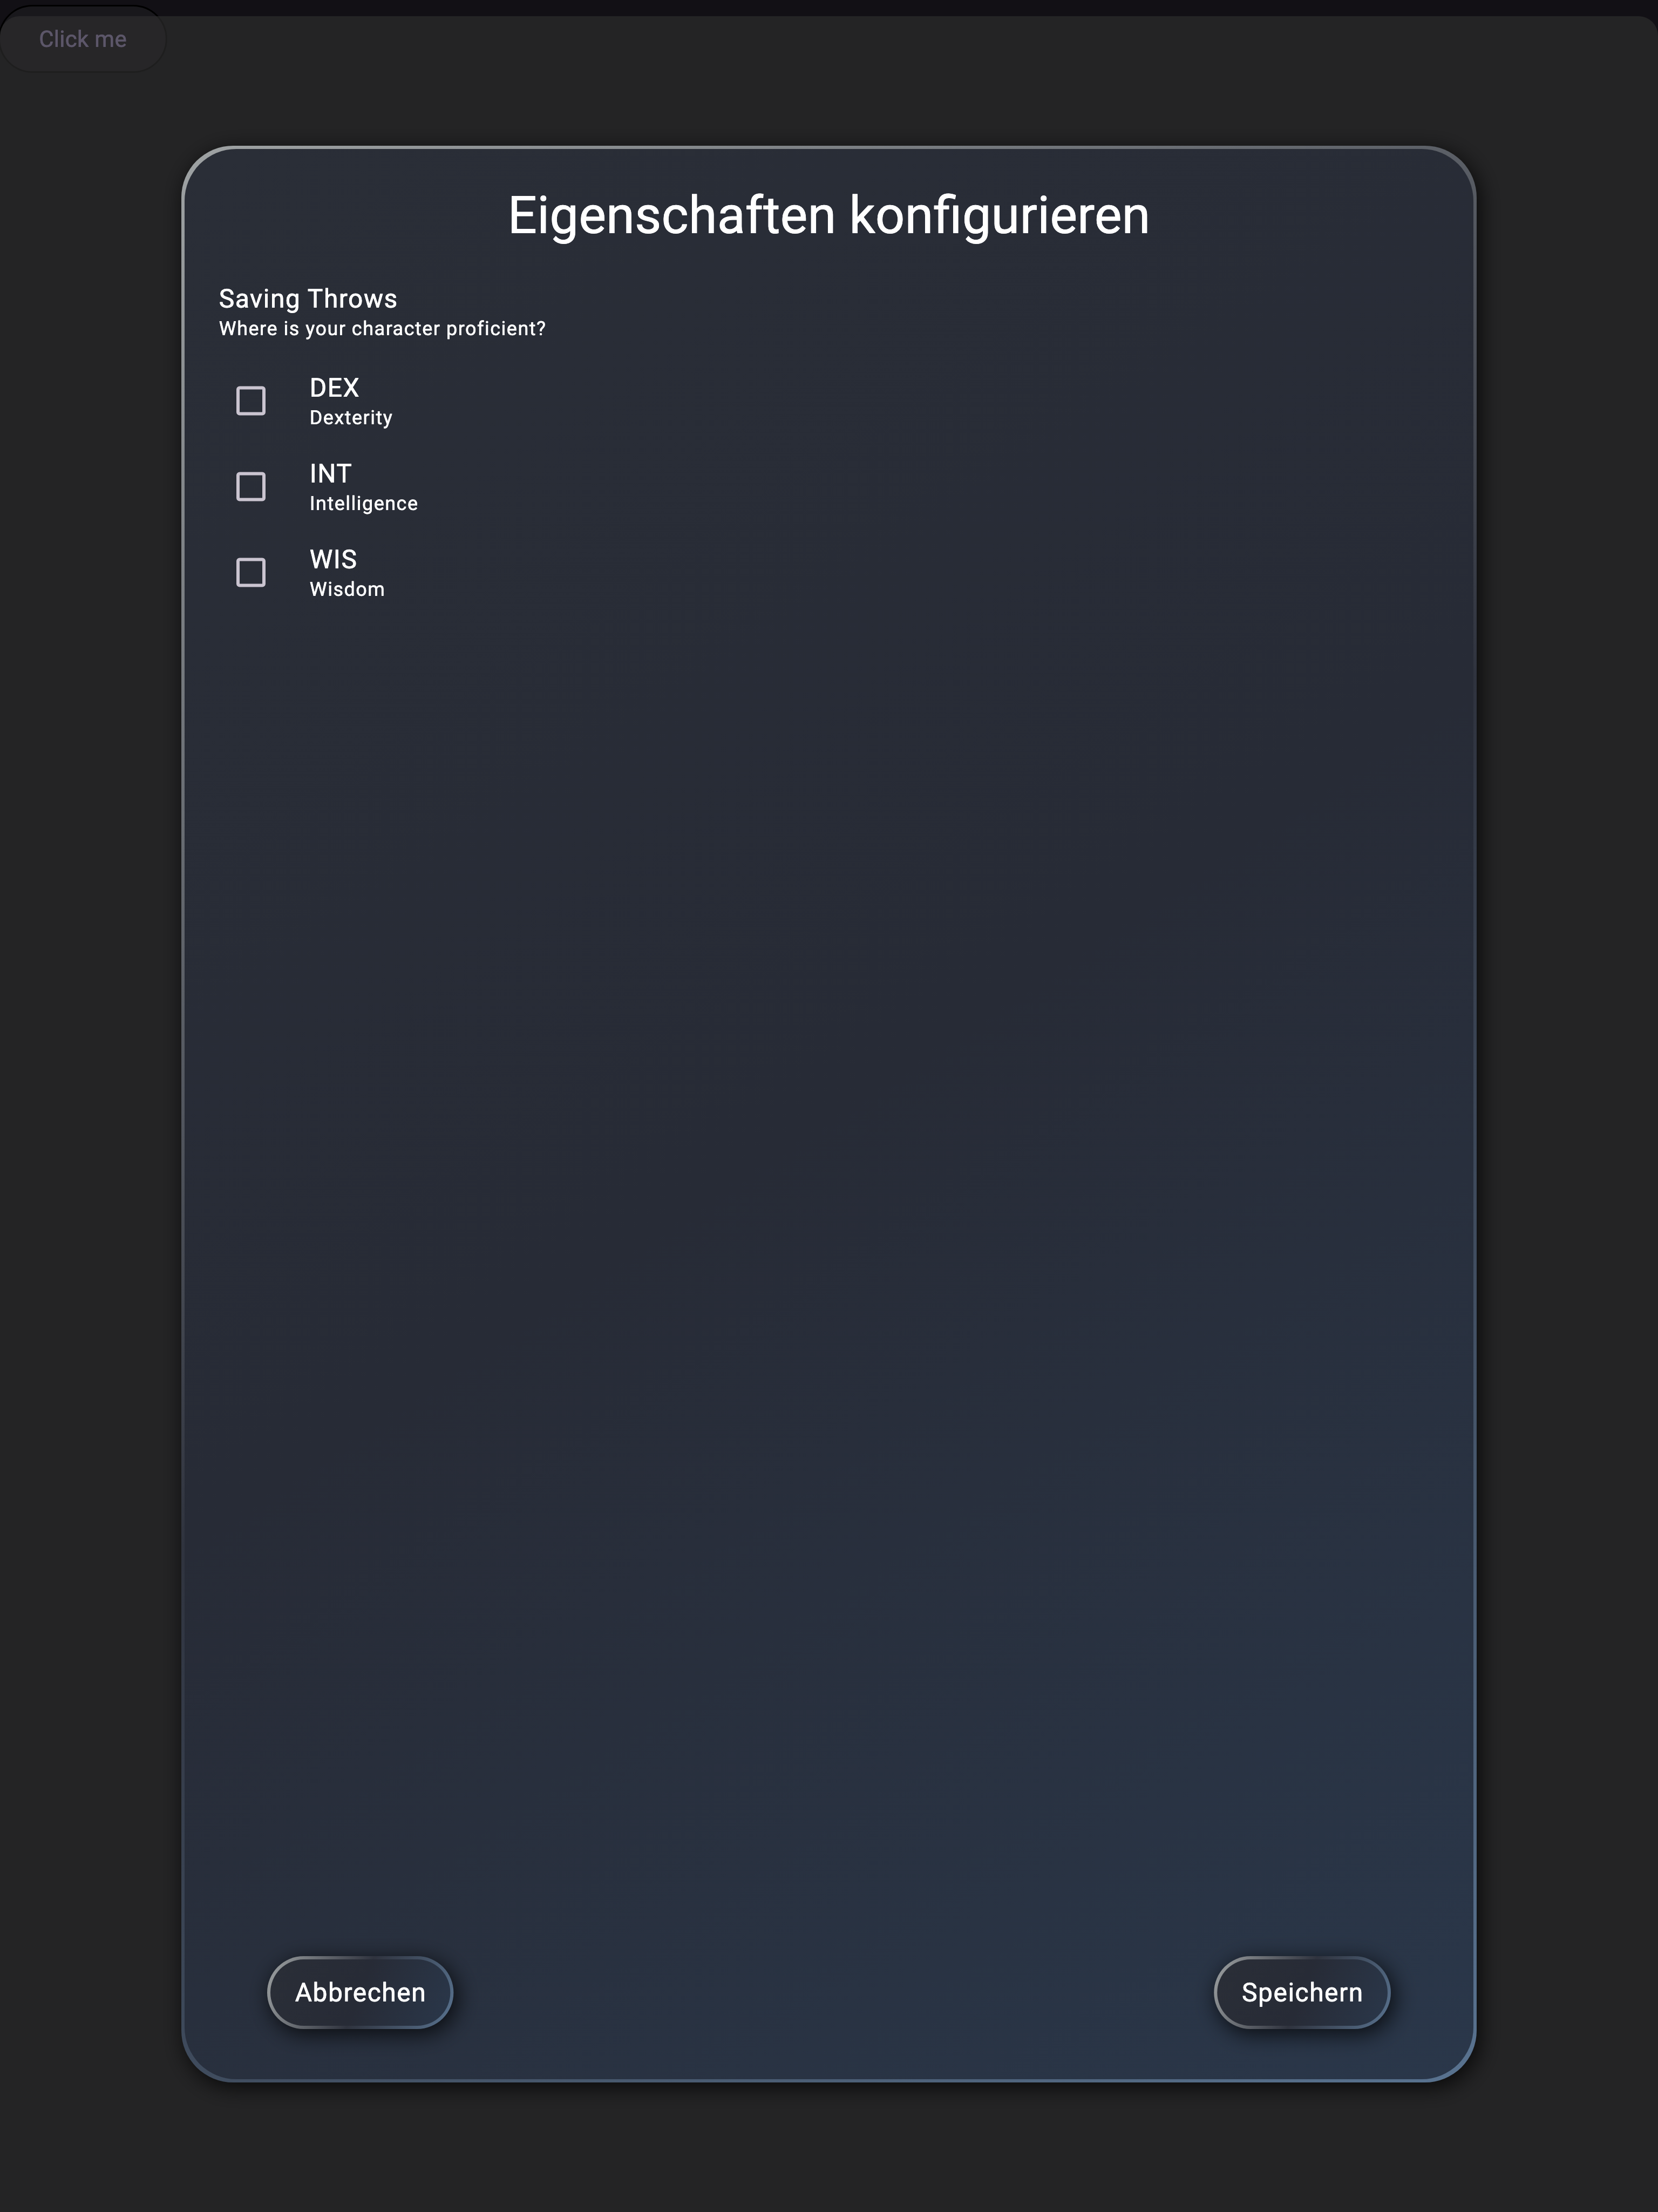 Click me
Eigenschaften konfigurieren
Saving Throws
Where is your character proficient?
DEX
Dexterity
INT
Intelligence
WIS
Wisdom
Abbrechen
Speichern